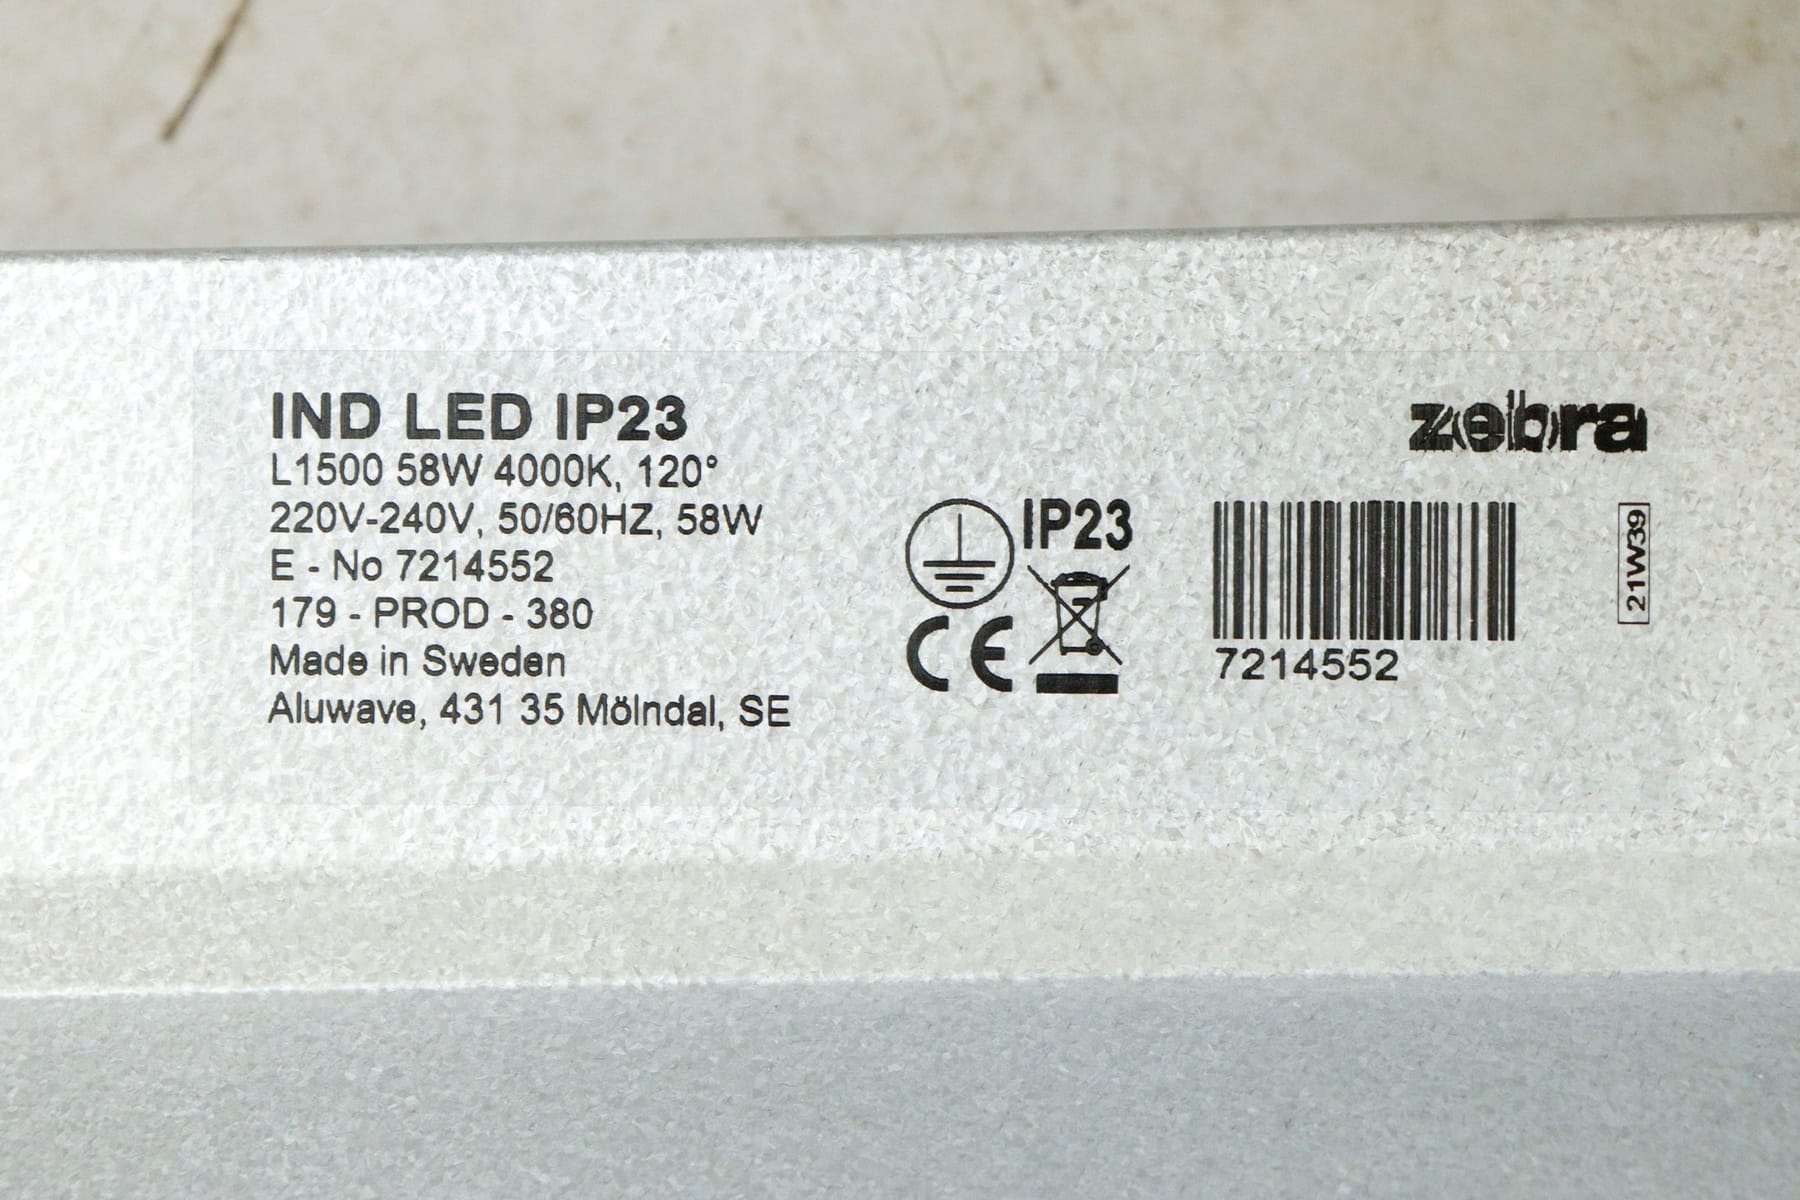 IND LED IP23
L1500 58W 4000K, 120°
220V-240V, 50/60HZ, 58W
E - No 7214552
179 - PROD - 380
Made in Sweden
Aluwave, 431 35 Mölndal, SE
IP23
CE
zebra
7214552
21W39